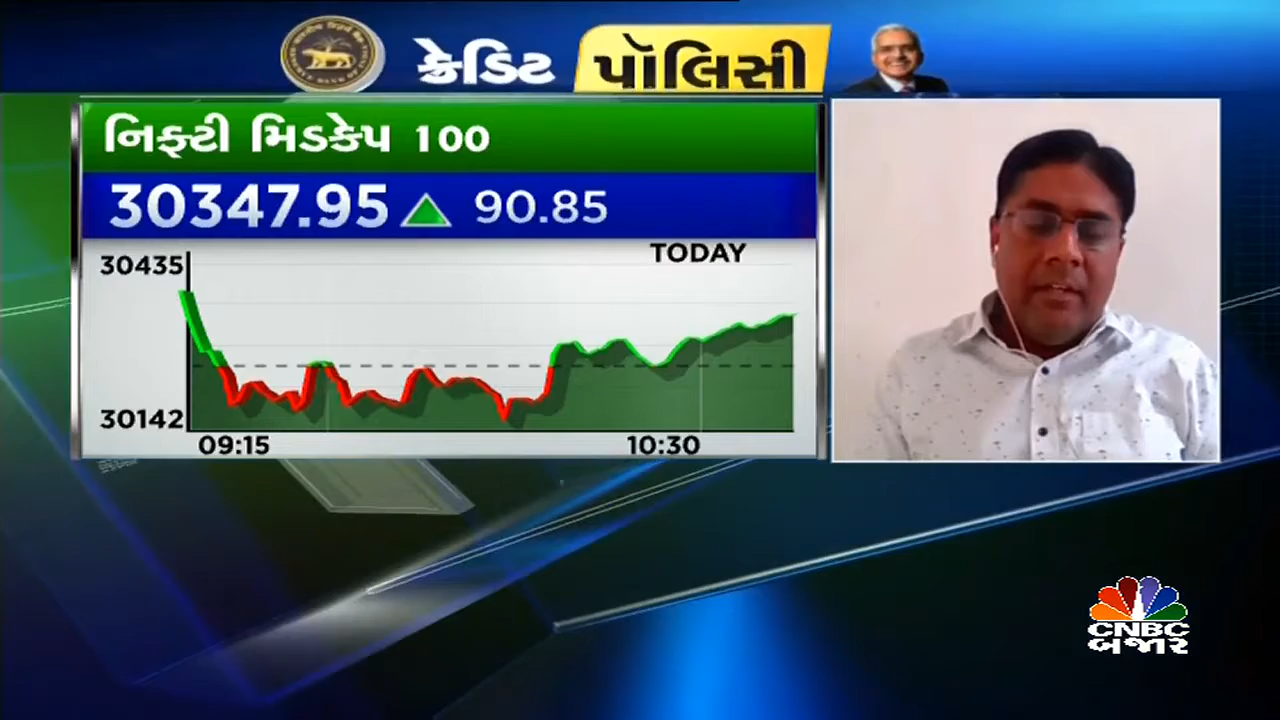 ક્રેડિટ પૉલિસી
નિફ્ટી મિડકેપ 100
30347.95 90.85
TODAY
30435
30142
09:15 10:30
CNBC
બજાર